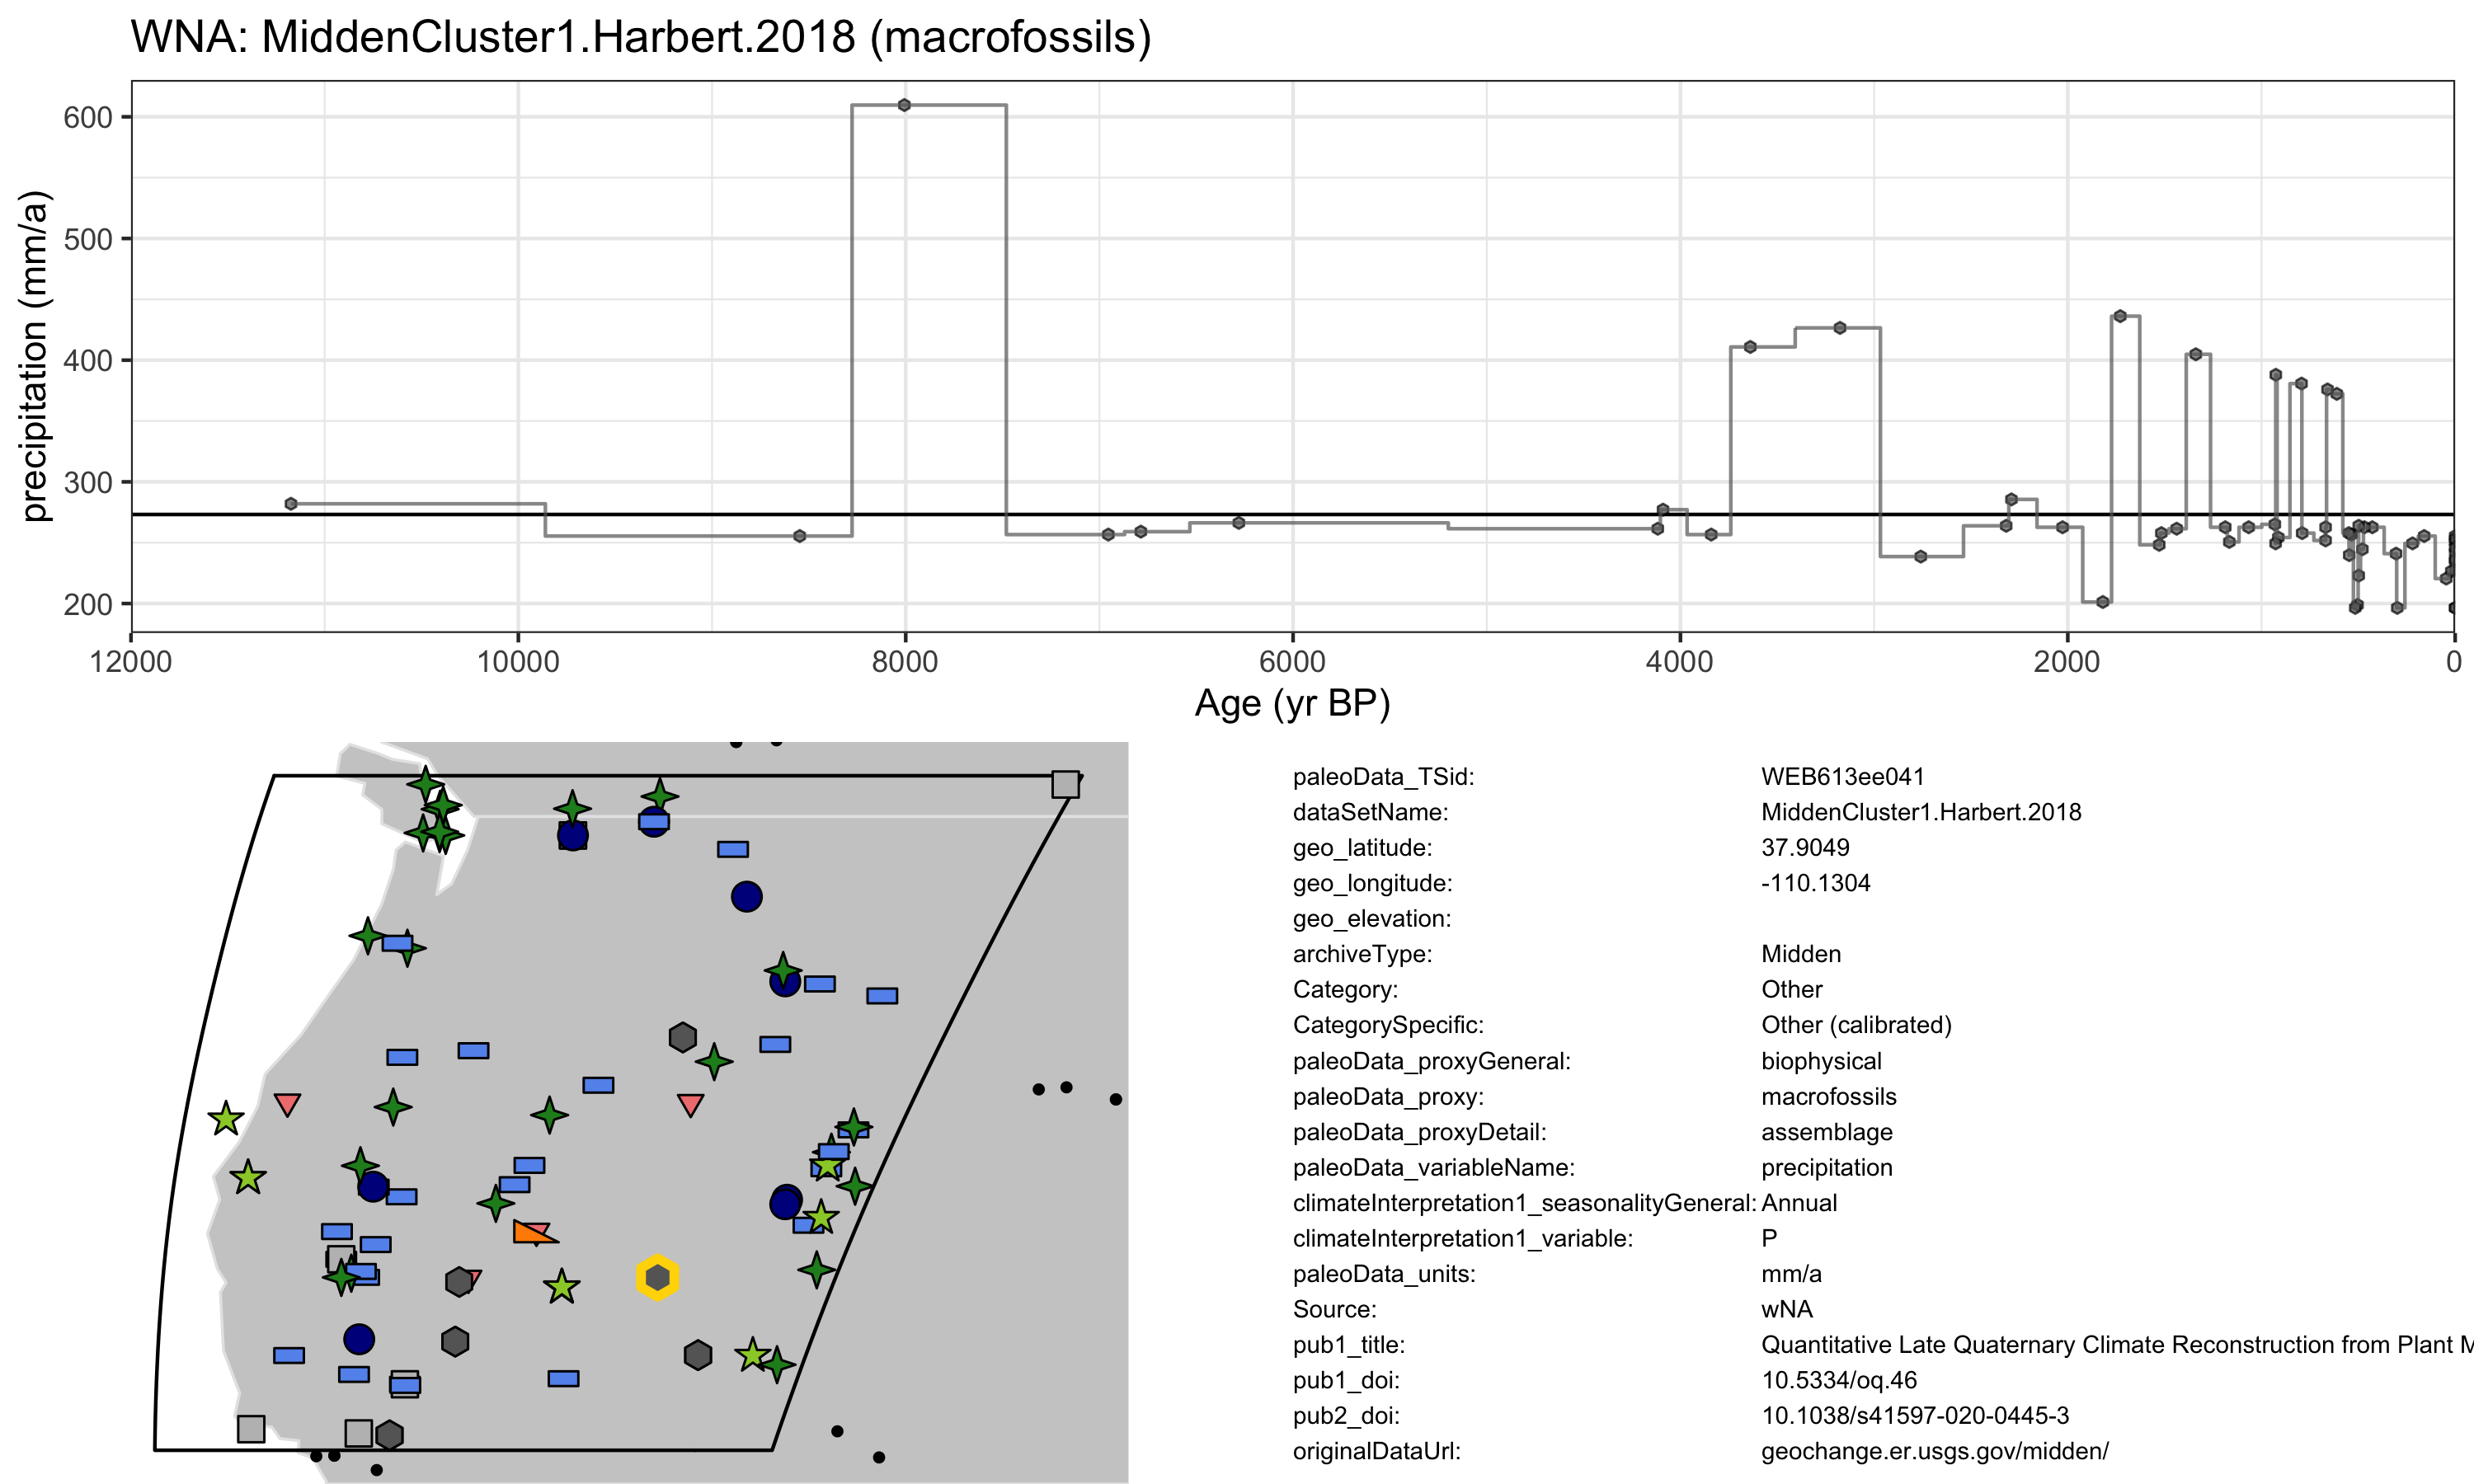 WNA: MiddenCluster1.Harbert.2018 (macrofossils)
precipitation (mm/a)
600
500
400
300
200
12000 10000 8000 6000 4000 2000 0
Age (yr BP)
paleoData_TSid: WEB613ee041
dataSetName: MiddenCluster1.Harbert.2018
geo_latitude: 37.9049
geo_longitude: -110.1304
geo_elevation:
archiveType: Midden
Category: Other
CategorySpecific: Other (calibrated)
paleoData_proxyGeneral: biophysical
paleoData_proxy: macrofossils
paleoData_proxyDetail: assemblage
paleoData_variableName: precipitation
climateInterpretation1_seasonalityGeneral: Annual
climateInterpretation1_variable: P
paleoData_units: mm/a
Source: wNA
pub1_title: Quantitative Late Quaternary Climate Reconstruction from Plant M
pub1_doi: 10.5334/oq.46
pub2_doi: 10.1038/s41597-020-0445-3
originalDataUrl: geochange.er.usgs.gov/midden/